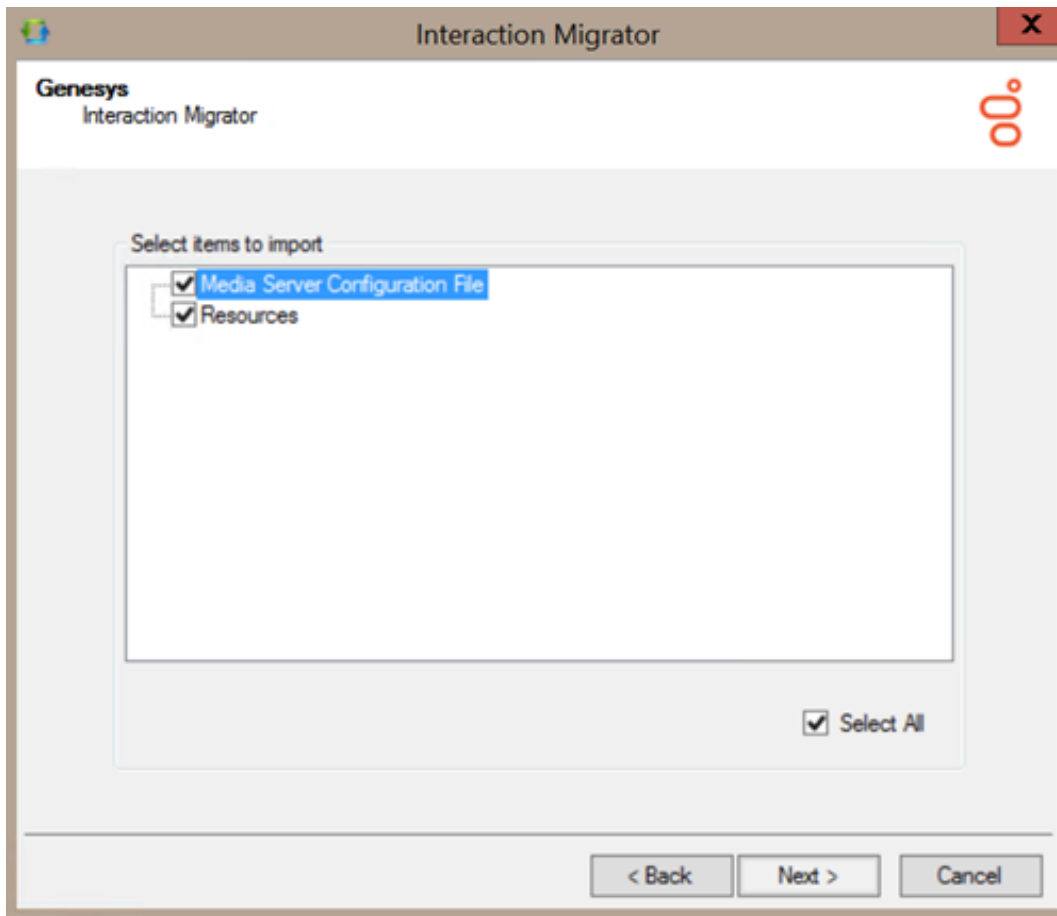 Interaction Migrator
X
Genesys
Interaction Migrator
Select items to import
Media Server Configuration File
Resources
Select All
< Back Next > Cancel